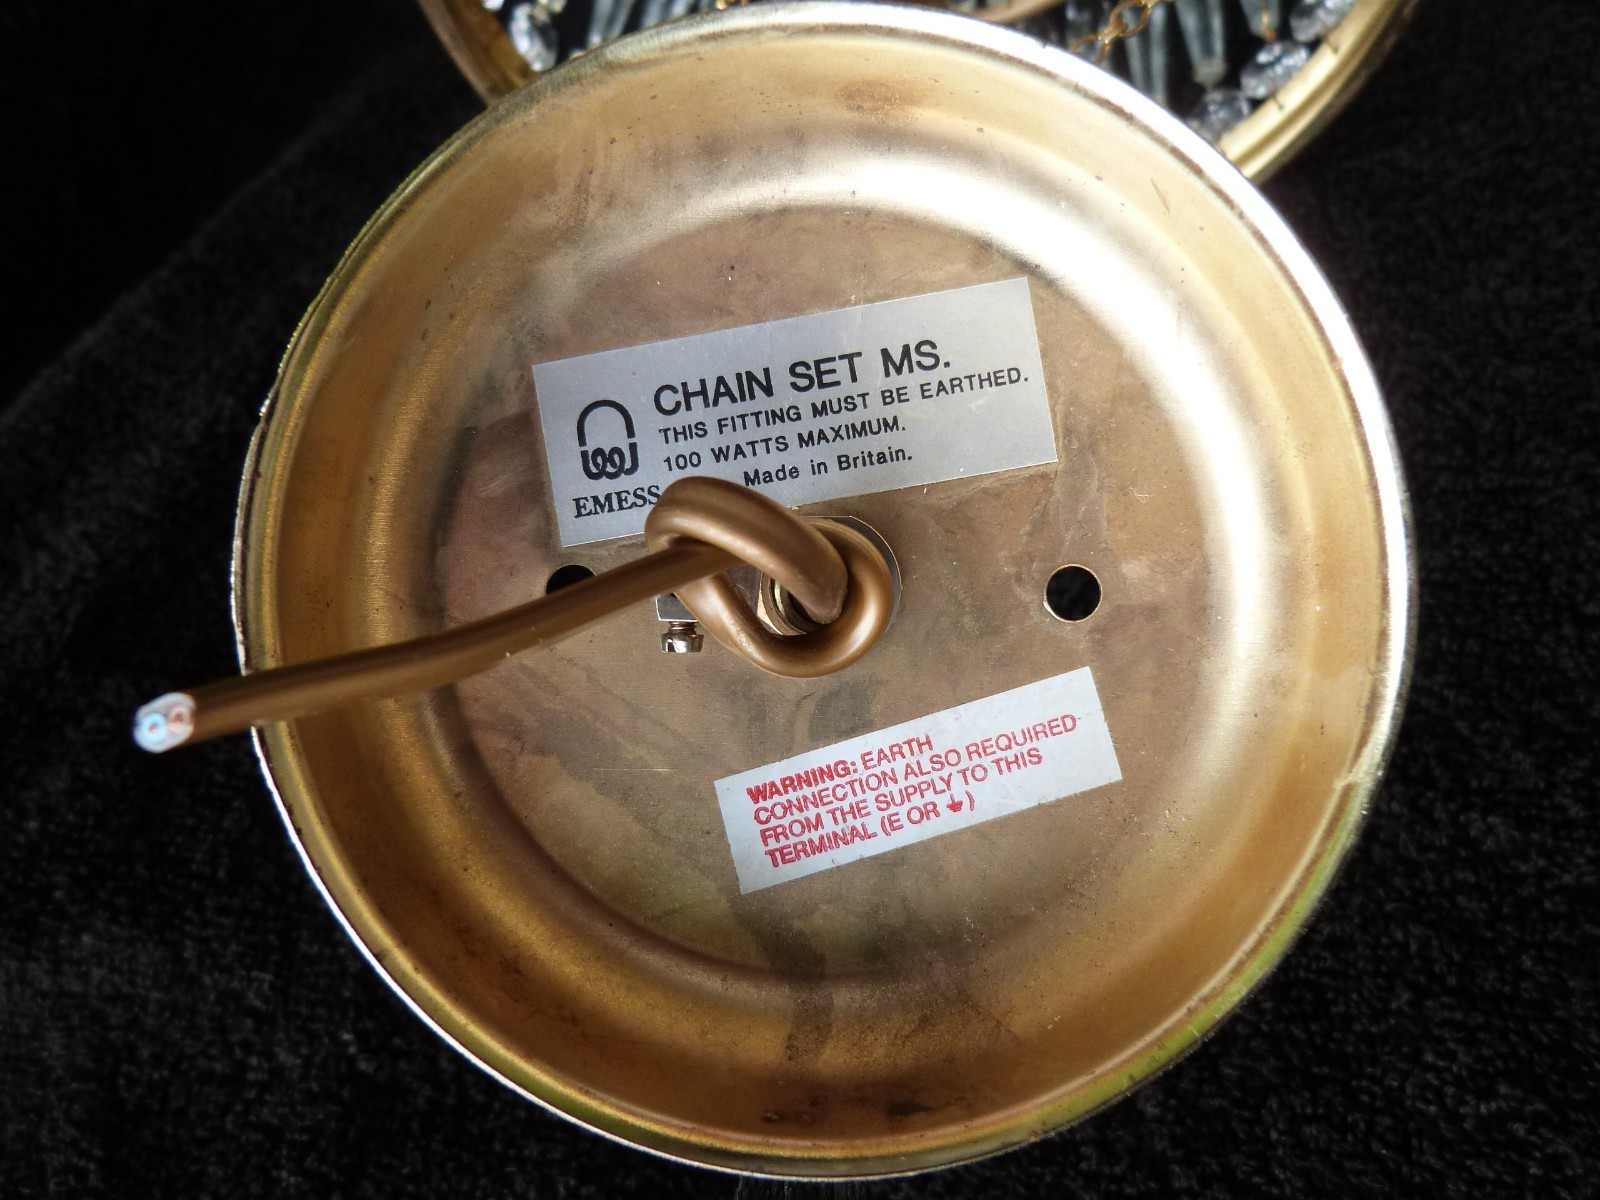 CHAIN SET MS.
THIS FITTING MUST BE EARTHED.
100 WATTS MAXIMUM.
Made in Britain.
EMESS
WARNING: EARTH
CONNECTION ALSO REQUIRED
FROM THE SUPPLY TO THIS
TERMINAL (E OR ⏚)